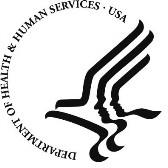 DEPARTMENT OF HEALTH & HUMAN SERVICES · USA